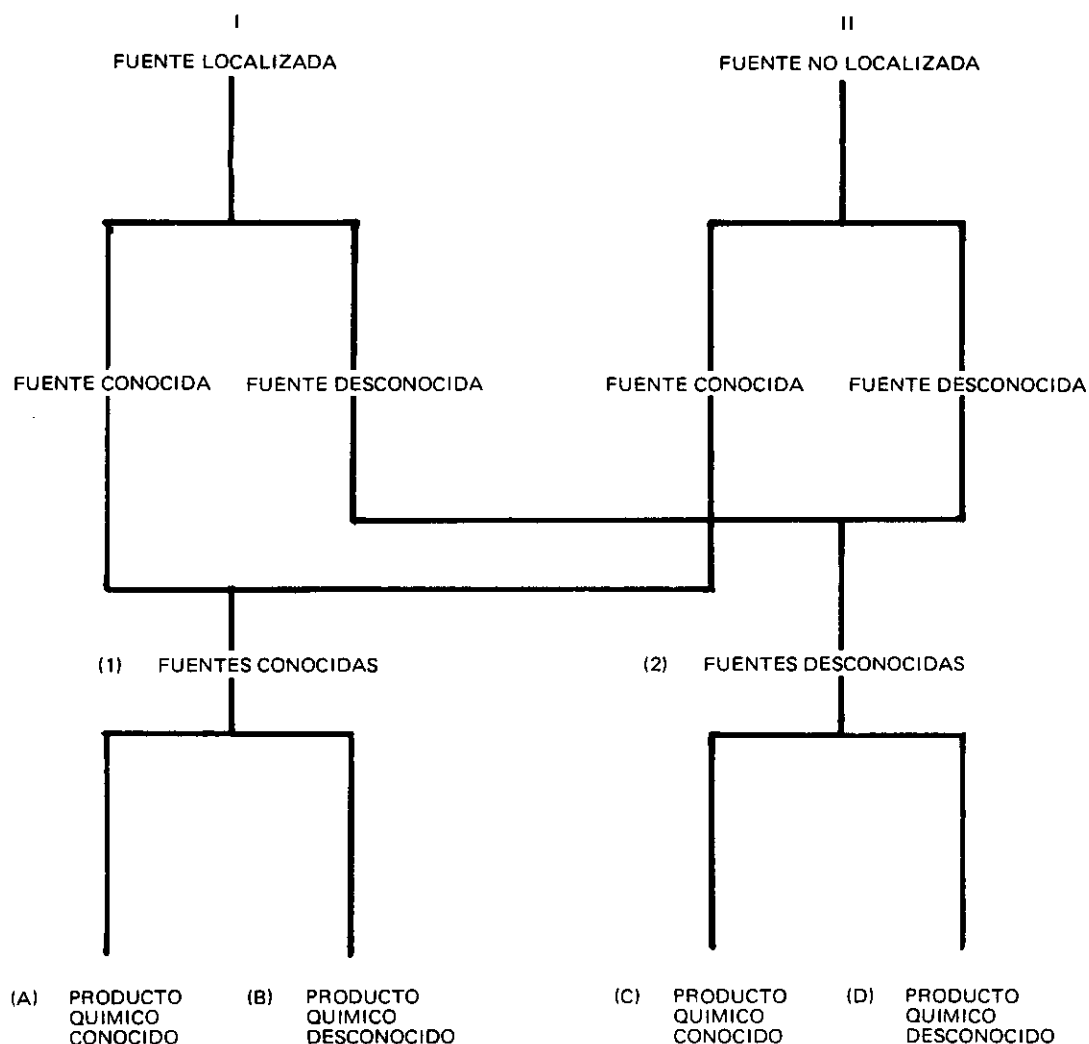 I
II
FUENTE LOCALIZADA
FUENTE NO LOCALIZADA
FUENTE CONOCIDA
FUENTE DESCONOCIDA
FUENTE CONOCIDA
FUENTE DESCONOCIDA
(1) FUENTES CONOCIDAS
(2) FUENTES DESCONOCIDAS
(A) PRODUCTO
QUIMICO
CONOCIDO
(B) PRODUCTO
QUIMICO
DESCONOCIDO
(C) PRODUCTO
QUIMICO
CONOCIDO
(D) PRODUCTO
QUIMICO
DESCONOCIDO